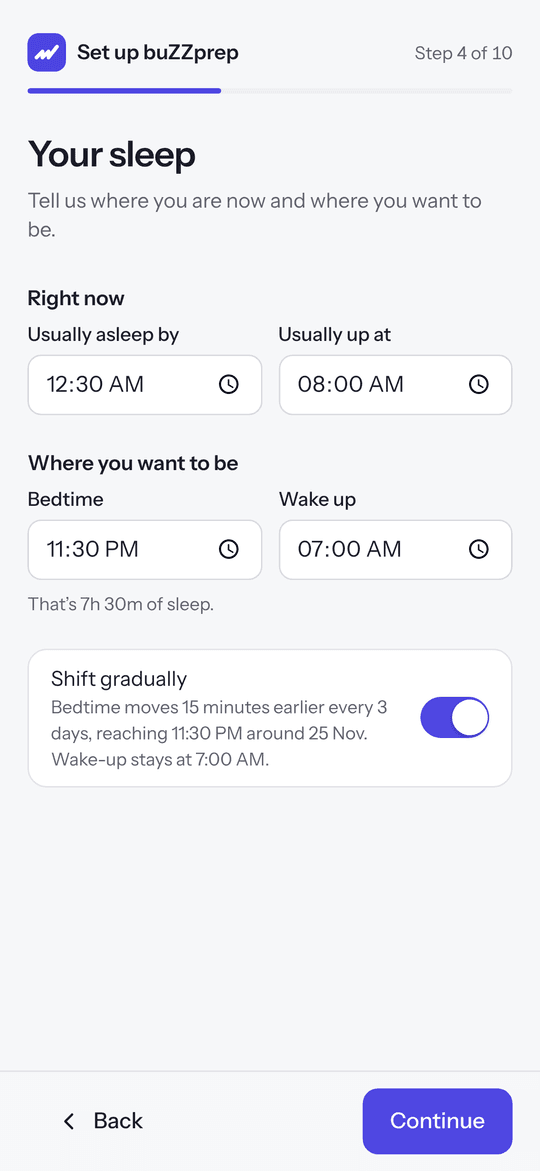 Set up buZZprep
Step 4 of 10
Your sleep
Tell us where you are now and where you want to
be.
Right now
Usually asleep by
Usually up at
12:30 AM
08:00 AM
Where you want to be
Bedtime
Wake up
11:30 PM
07:00 AM
That’s 7h 30m of sleep.
Shift gradually
Bedtime moves 15 minutes earlier every 3
days, reaching 11:30 PM around 25 Nov.
Wake-up stays at 7:00 AM.
Back
Continue